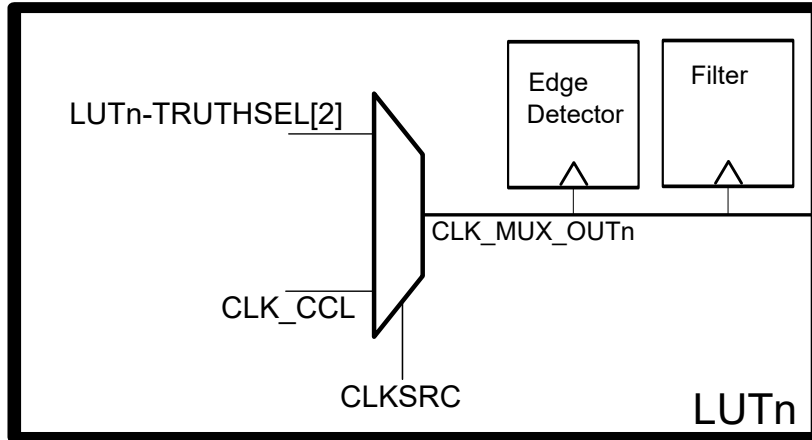 Edge
Detector
Filter
LUTn-TRUTHSEL[2]
CLK_MUX_OUTn
CLK_CCL
CLKSRC
LUTn